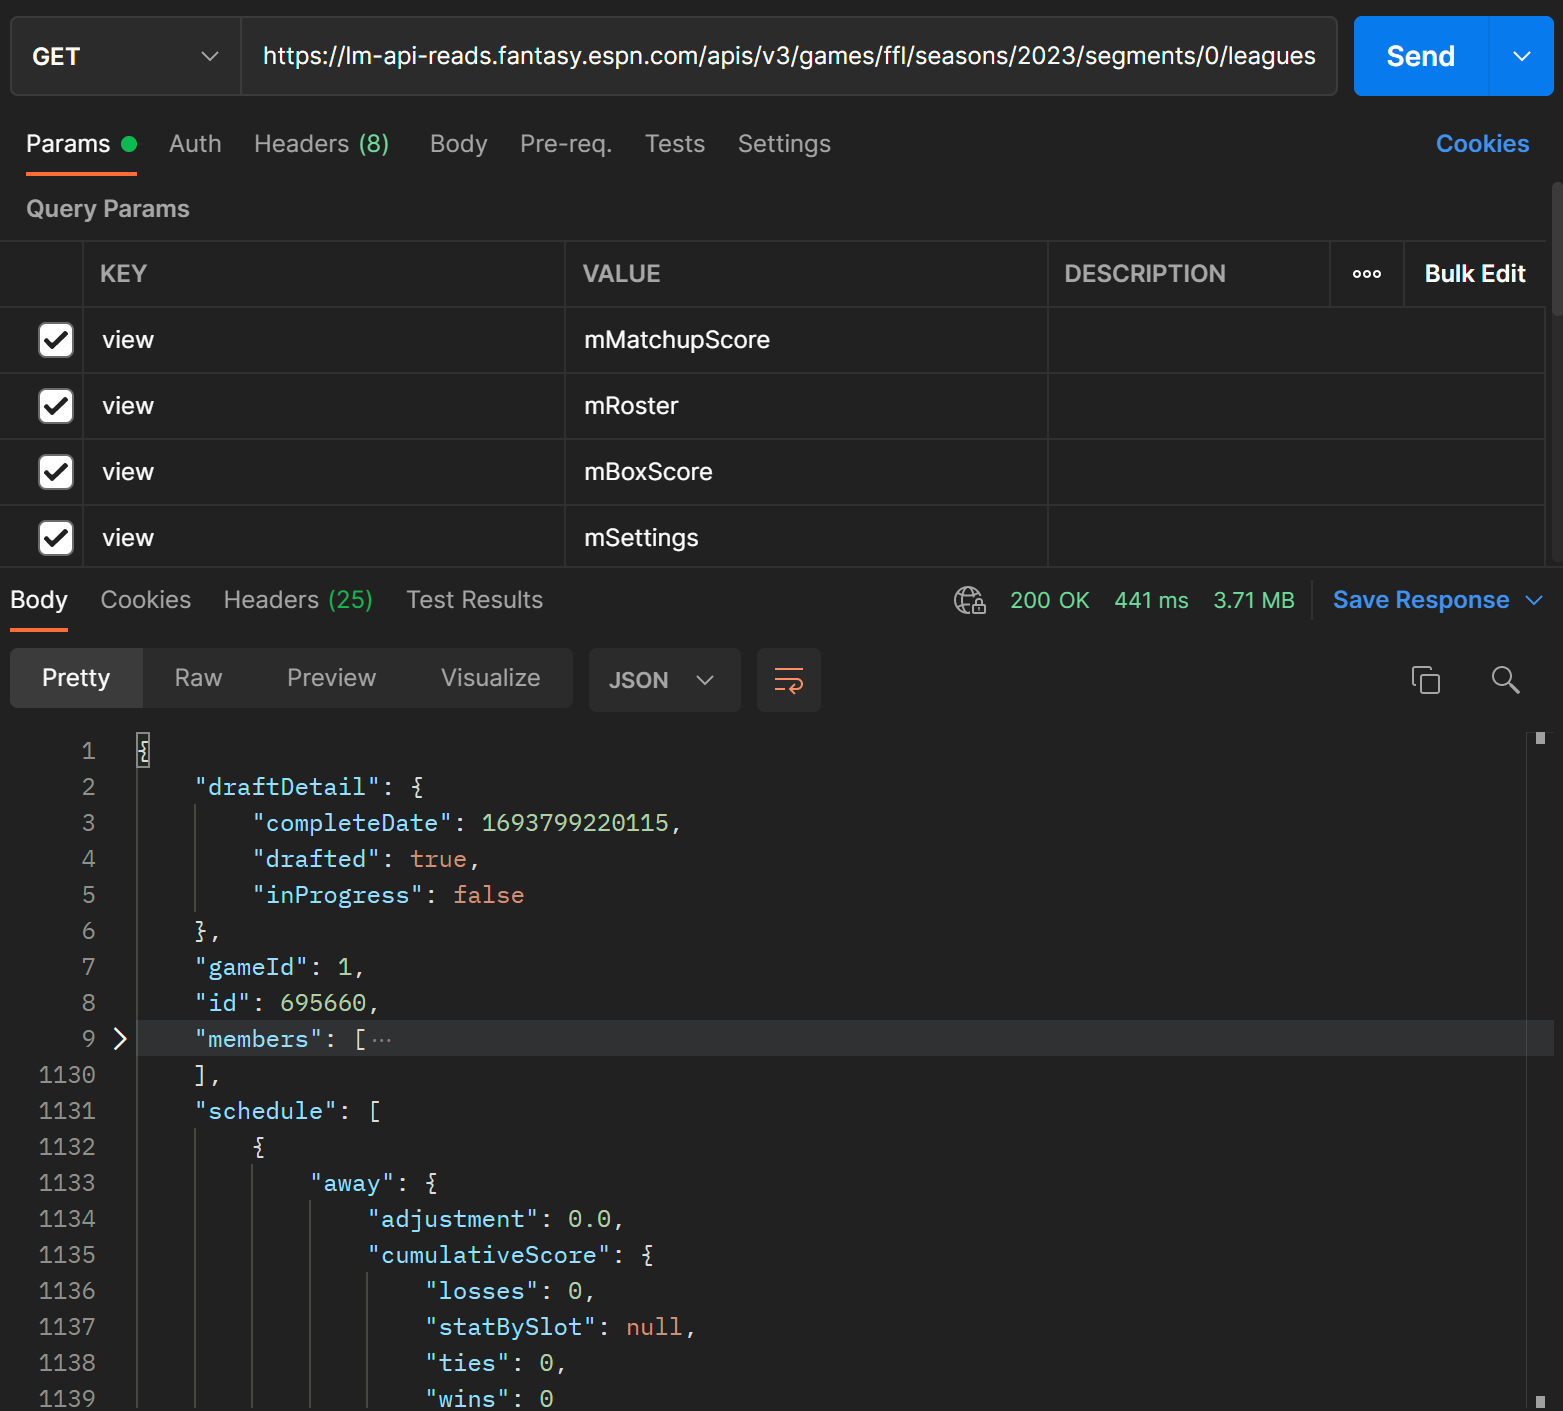 GET https://lm-api-reads.fantasy.espn.com/apis/v3/games/ffl/seasons/2023/segments/0/leagues Send
Params Auth Headers (8) Body Pre-req. Tests Settings Cookies
Query Params
KEY VALUE DESCRIPTION ooo Bulk Edit
view mMatchupScore
view mRoster
view mBoxScore
view mSettings
Body Cookies Headers (25) Test Results 200 OK 441 ms 3.71 MB Save Response
Pretty Raw Preview Visualize JSON
1 {
2 "draftDetail": {
3 "completeDate": 1693799220115,
4 "drafted": true,
5 "inProgress": false
6 },
7 "gameId": 1,
8 "id": 695660,
9 "members": [···
1130 ],
1131 "schedule": [
1132 {
1133 "away": {
1134 "adjustment": 0.0,
1135 "cumulativeScore": {
1136 "losses": 0,
1137 "statBySlot": null,
1138 "ties": 0,
1139 "wins": 0